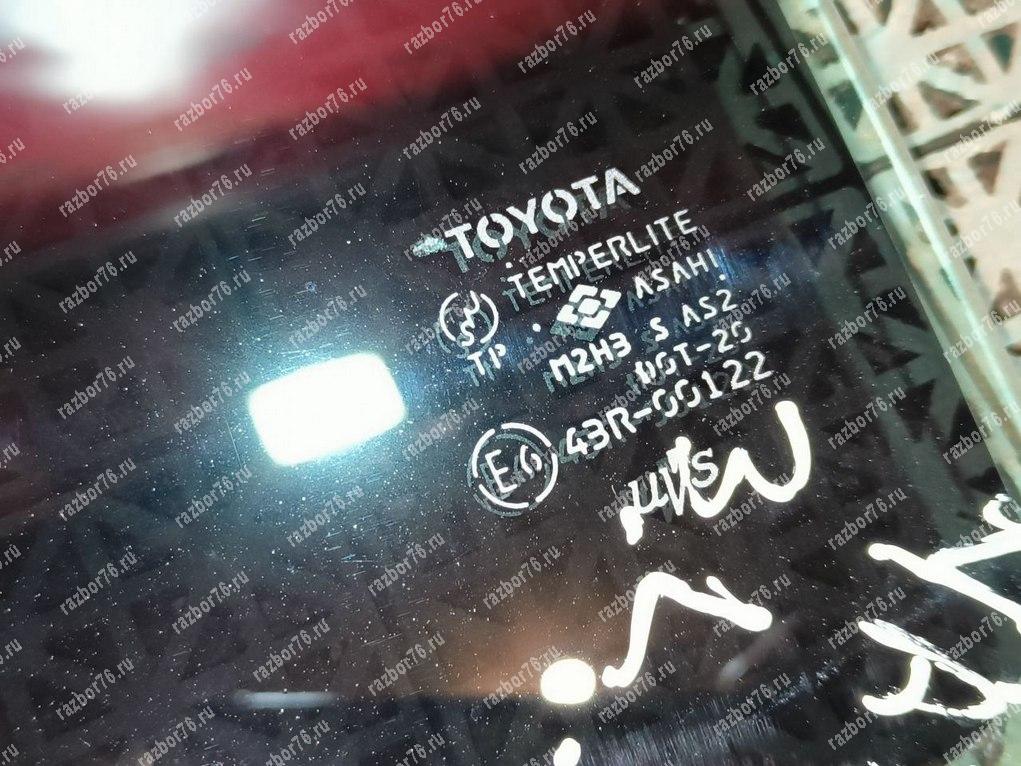 TOYOTA
TEMPERLITE
TP
ASAHI
M2H3 S AS2
DOT-20
E6 43R-00122
razbor76.ru